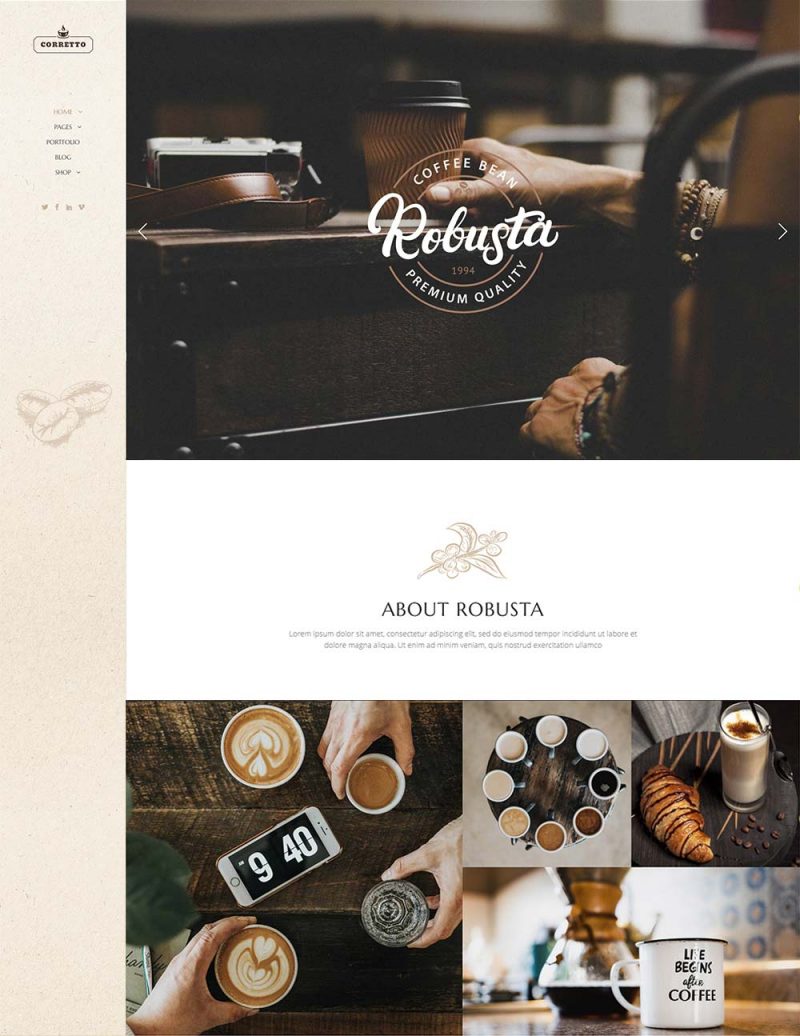 CORRETTO
HOME
PAGES
PORTFOLIO
BLOG
SHOP
COFFEE BEAN
Robusta
1994
PREMIUM QUALITY
ABOUT ROBUSTA
Lorem ipsum dolor sit amet, consectetur adipiscing elit, sed do eiusmod tempor incididunt ut labore et
dolore magna aliqua. Ut enim ad minim veniam, quis nostrud exercitation ullamco
9 40
LIFE
BEGINS
after
COFFEE